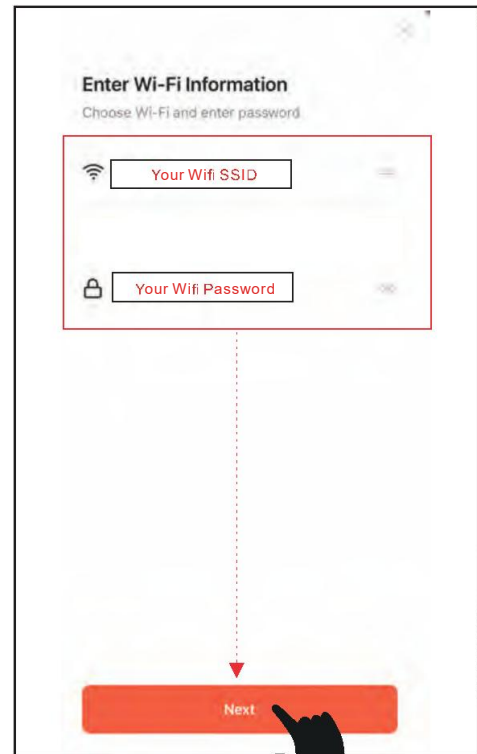 Enter Wi-Fi Information
Choose Wi-Fi and enter password
Your Wifi SSID
Your Wifi Password
Next